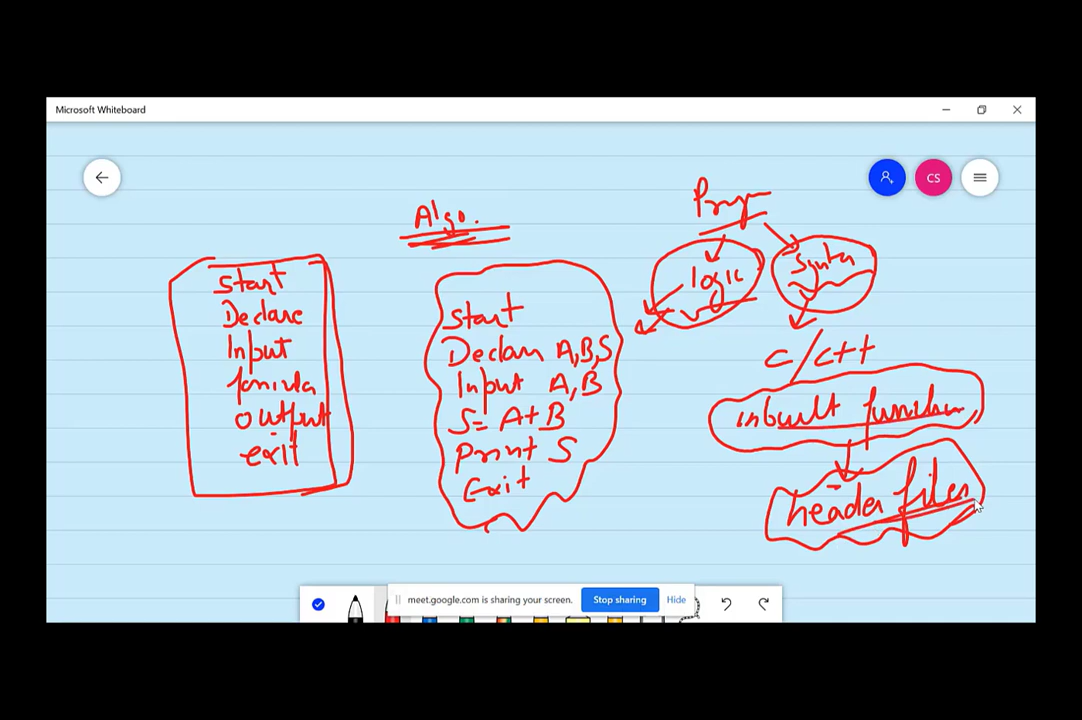 Microsoft Whiteboard
CS
Algo.
Start
Declare
Input
formula
output
exit
Start
Declare A,B,S
Input A,B
S= A+B
Print S
Exit
Prog
logic
Syntax
C/C++
inbuilt function,
header files
meet.google.com is sharing your screen.
Stop sharing
Hide